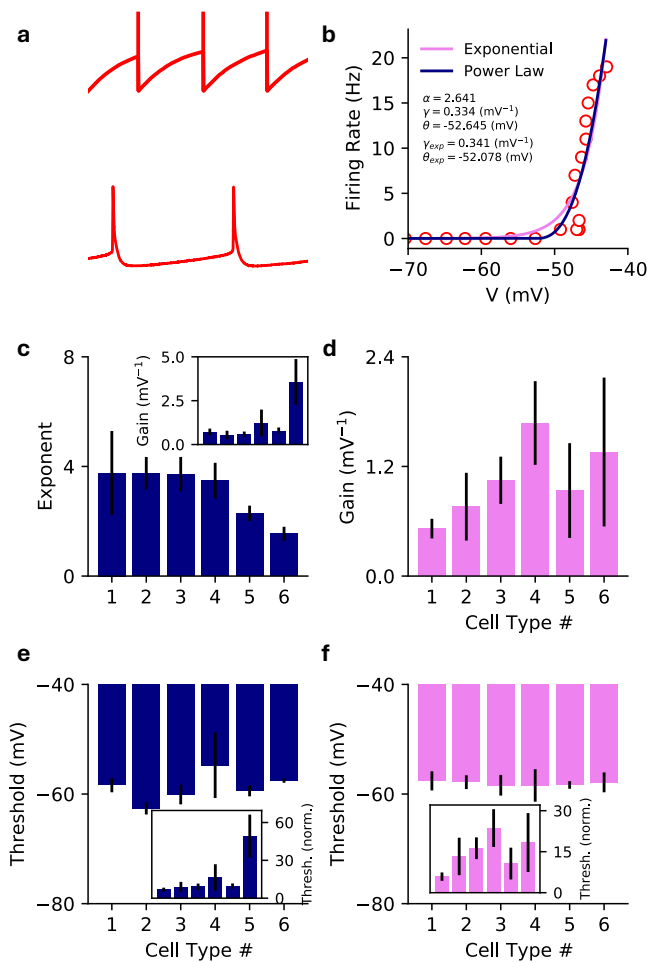 a
b
Exponential
Power Law
α = 2.641
γ = 0.334 (mV⁻¹)
θ = -52.645 (mV)
γexp = 0.341 (mV⁻¹)
θexp = -52.078 (mV)
Firing Rate (Hz)
20
15
10
5
0
−70
−60
−50
−40
V (mV)
c
Exponent
8
4
0
1 2 3 4 5 6
Gain (mV⁻¹)
5.0
2.5
0.0
d
Gain (mV⁻¹)
2.4
1.2
0.0
1 2 3 4 5 6
Cell Type #
e
Threshold (mV)
−40
−60
−80
1 2 3 4 5 6
Cell Type #
60
30
0
Thresh. (norm.)
f
Threshold (mV)
−40
−60
−80
1 2 3 4 5 6
Cell Type #
30
15
0
Thresh. (norm.)